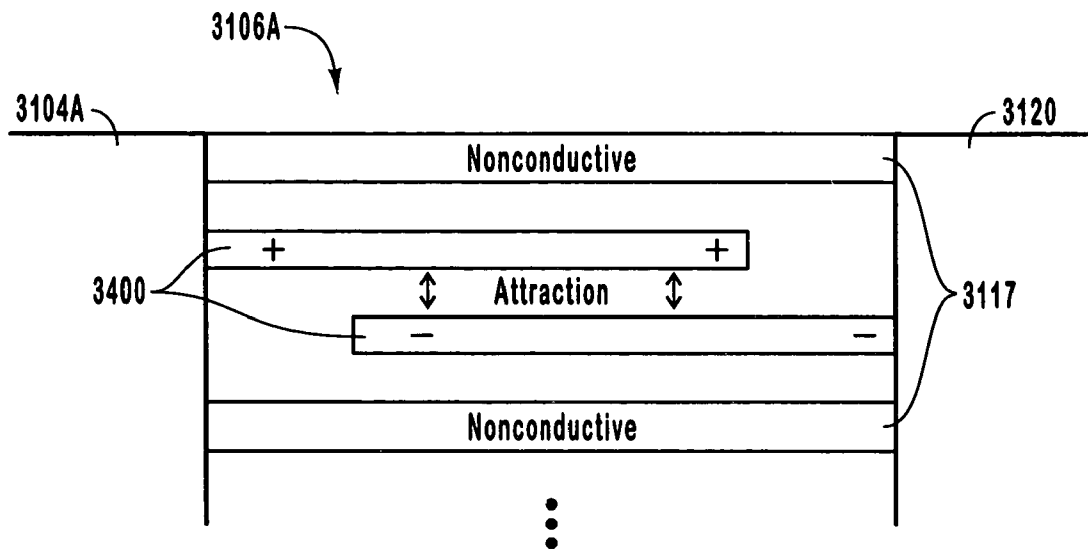 3106A
3104A
3120
Nonconductive
+ +
3400
Attraction
3117
− −
Nonconductive